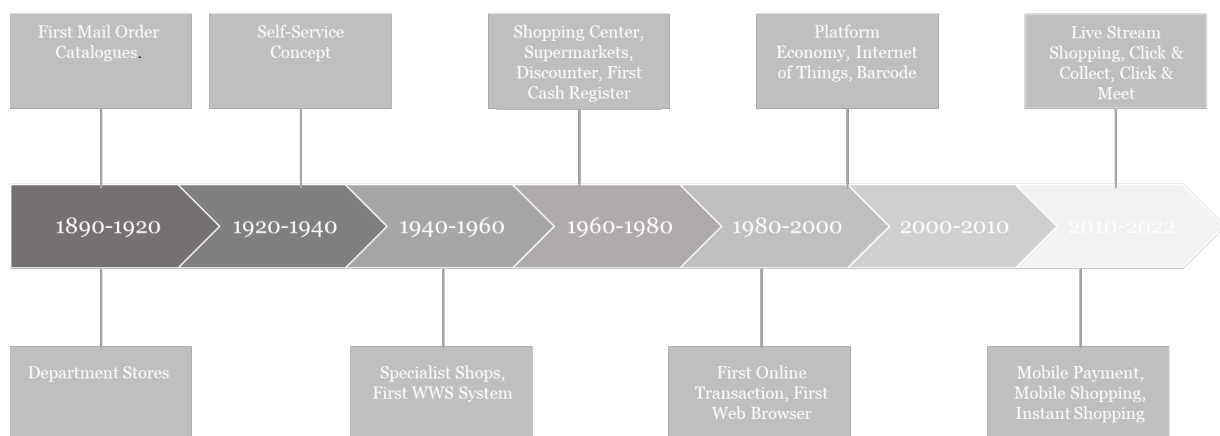 First Mail Order
Catalogues.
Self-Service
Concept
Shopping Center,
Supermarkets,
Discounter, First
Cash Register
Platform
Economy, Internet
of Things, Barcode
Live Stream
Shopping, Click &
Collect, Click &
Meet
1890-1920
1920-1940
1940-1960
1960-1980
1980-2000
2000-2010
2010-2022
Department Stores
Specialist Shops,
First WWS System
First Online
Transaction, First
Web Browser
Mobile Payment,
Mobile Shopping,
Instant Shopping